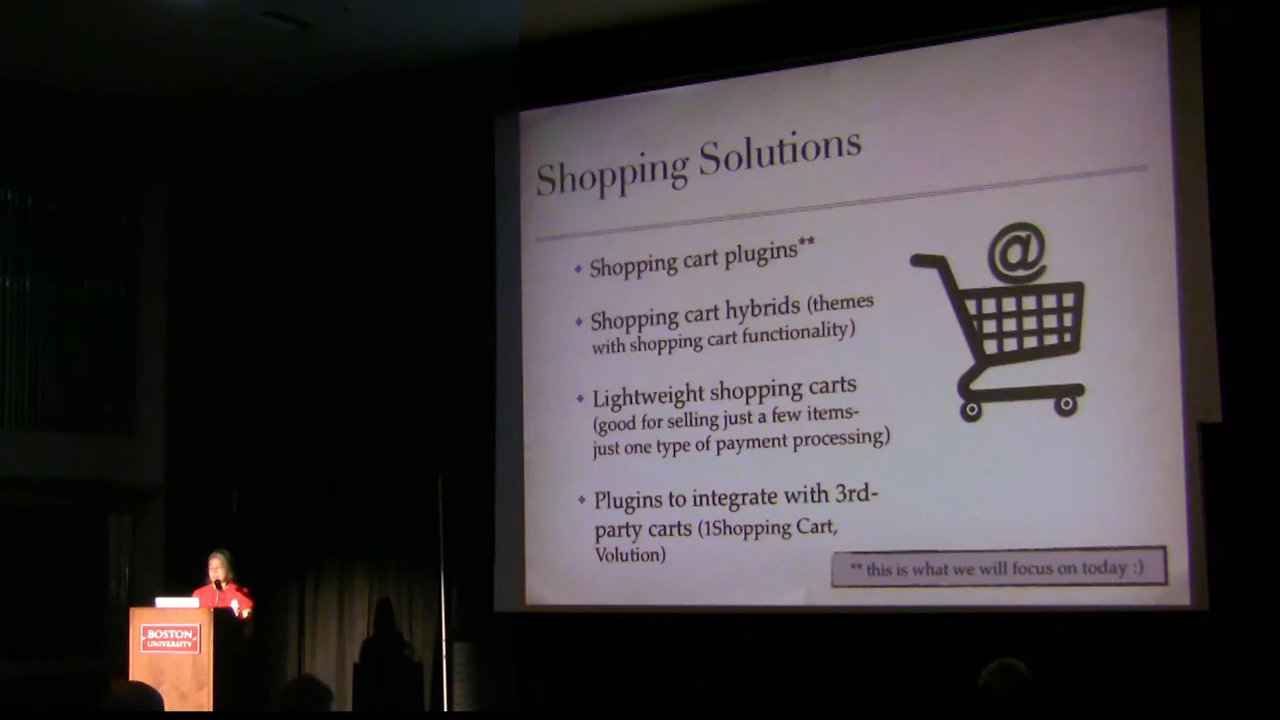 Shopping Solutions
@
Shopping cart plugins**
Shopping cart hybrids (themes
with shopping cart functionality)
Lightweight shopping carts
(good for selling just a few items-
just one type of payment processing)
Plugins to integrate with 3rd-
party carts (1Shopping Cart,
Volution)
** this is what we will focus on today :)
BOSTON
UNIVERSITY